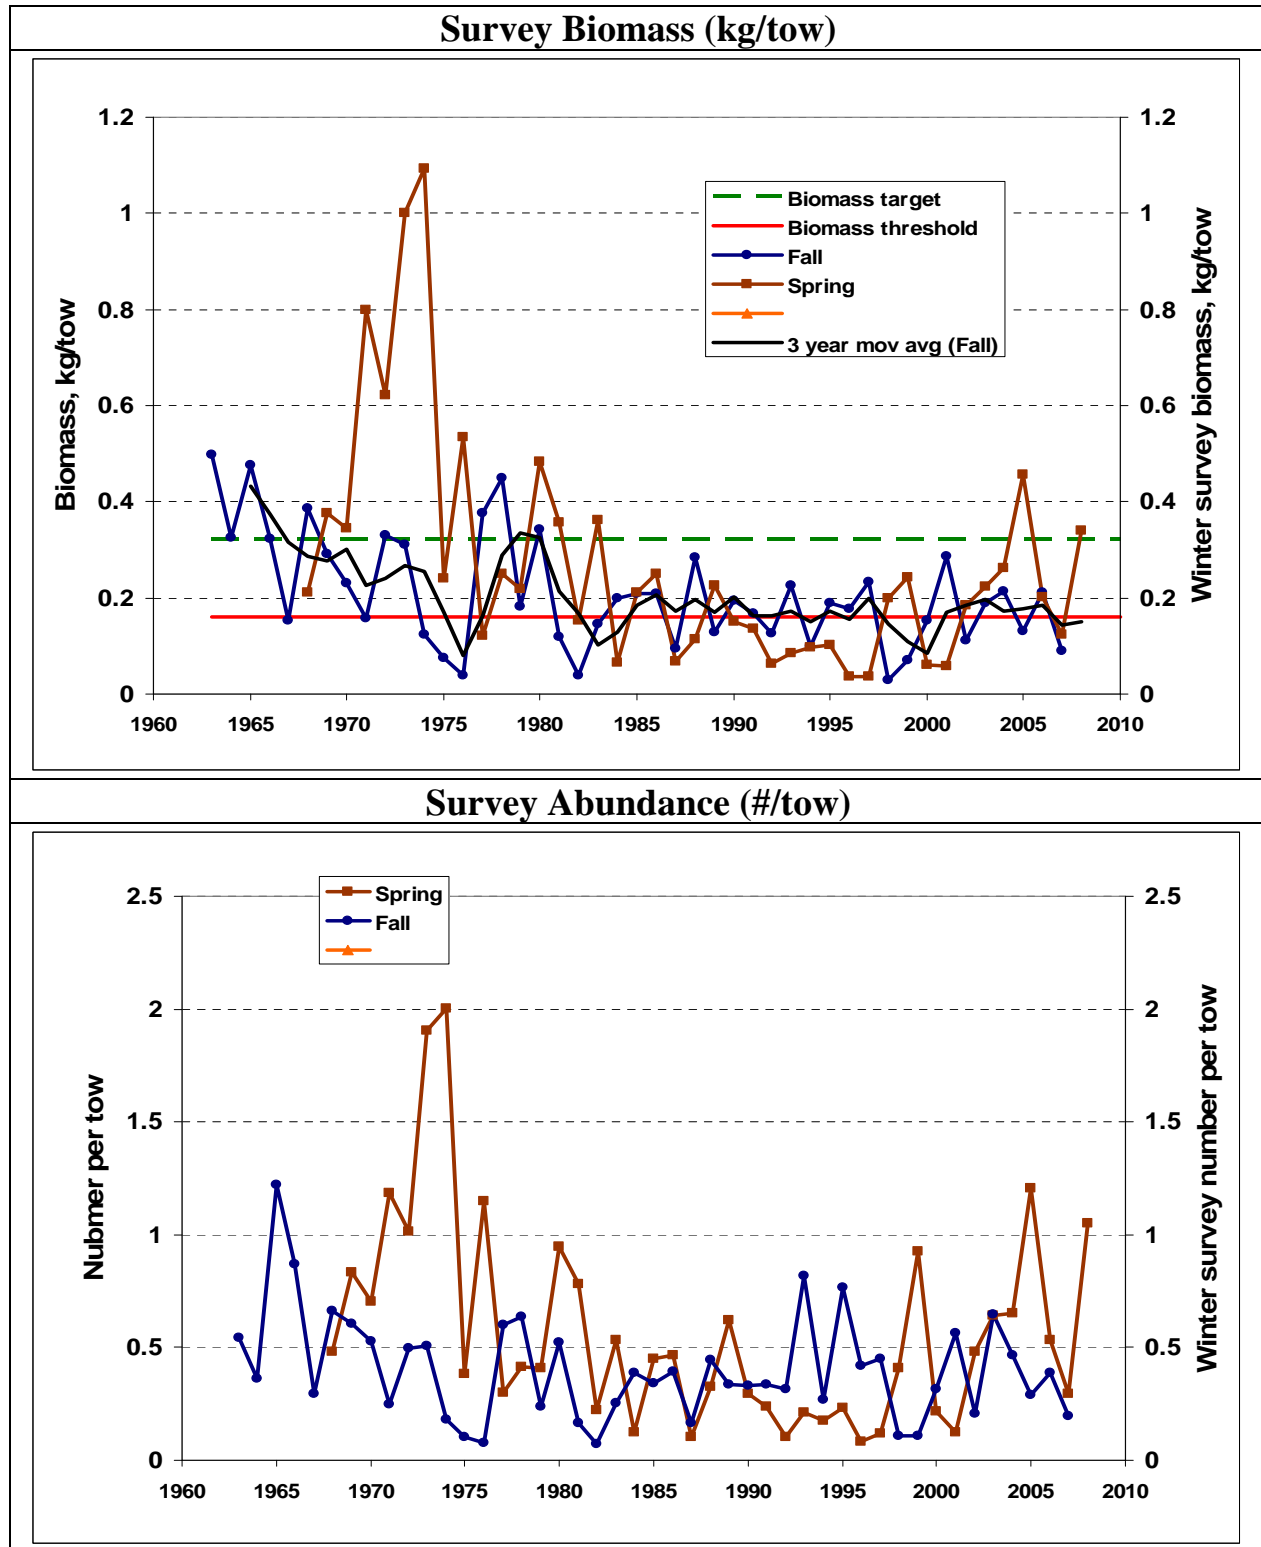 Survey Biomass (kg/tow)
1.2
1
0.8
0.6
0.4
0.2
0
1.2
1
0.8
0.6
0.4
0.2
0
Biomass, kg/tow
Winter survey biomass, kg/tow
Biomass target
Biomass threshold
Fall
Spring
3 year mov avg (Fall)
1960 1965 1970 1975 1980 1985 1990 1995 2000 2005 2010
Survey Abundance (#/tow)
2.5
2
1.5
1
0.5
0
2.5
2
1.5
1
0.5
0
Nubmer per tow
Winter survey number per tow
Spring
Fall
1960 1965 1970 1975 1980 1985 1990 1995 2000 2005 2010